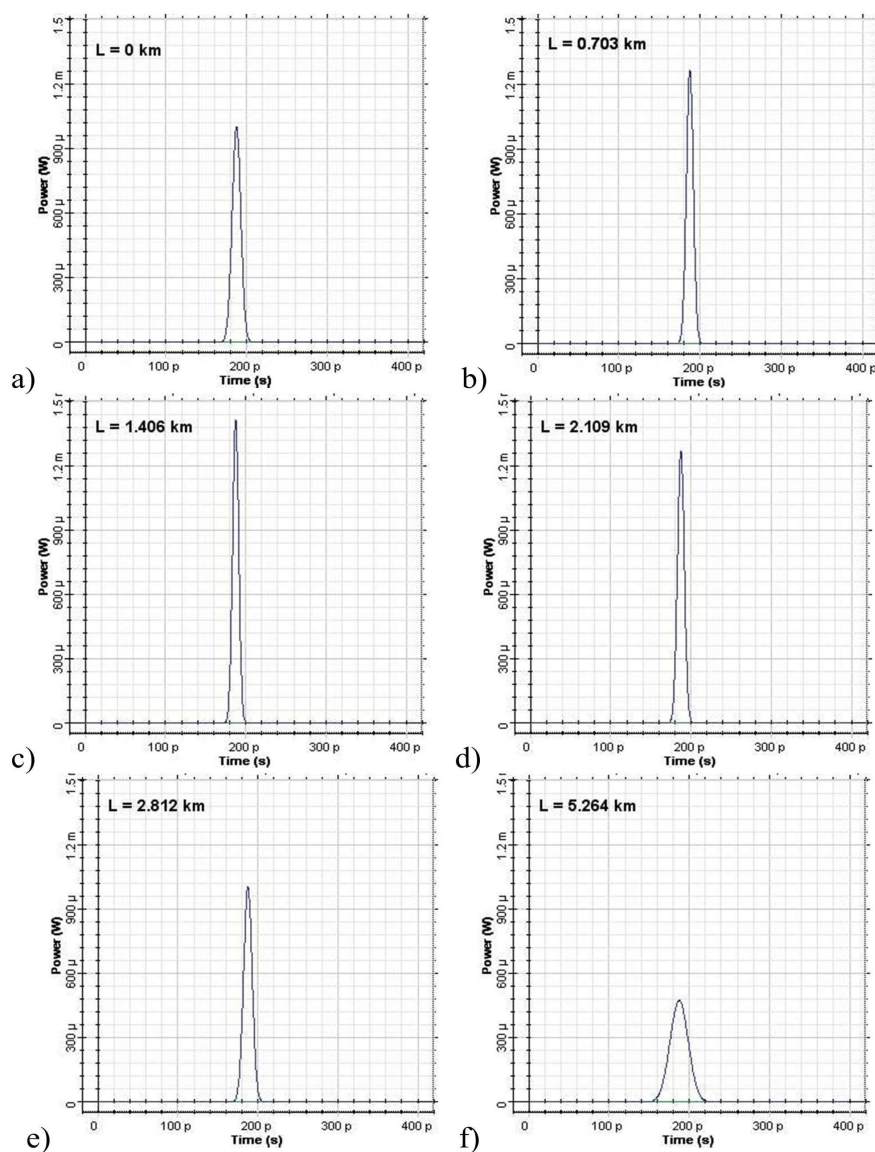 L = 0 km
Power (W)
0
300 µ
600 µ
900 µ
1.2 m
1.5 r
0
100 p
200 p
300 p
400 p
Time (s)
a)
L = 0.703 km
Power (W)
0
300 µ
600 µ
900 µ
1.2 m
1.5
0
100 p
200 p
300 p
400 p
Time (s)
b)
L = 1.406 km
Power (W)
0
300 µ
600 µ
900 µ
1.2 m
1.5 r
0
100 p
200 p
300 p
400 p
Time (s)
c)
L = 2.109 km
Power (W)
0
300 µ
600 µ
900 µ
1.2 m
1.5 r
0
100 p
200 p
300 p
400 p
Time (s)
d)
L = 2.812 km
Power (W)
0
300 µ
600 µ
900 µ
1.2 m
1.5 r
0
100 p
200 p
300 p
400 p
Time (s)
e)
L = 5.264 km
Power (W)
0
300 µ
600 µ
900 µ
1.2 m
1.5 r
0
100 p
200 p
300 p
400 p
Time (s)
f)